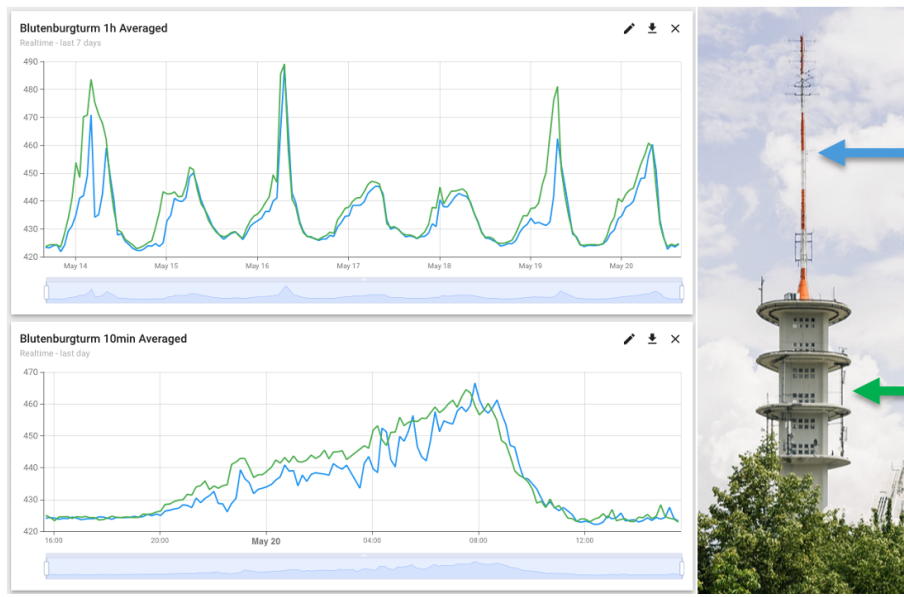 Blutenburgturm 1h Averaged
Realtime - last 7 days
490
480
470
460
450
440
430
420
May 14 May 15 May 16 May 17 May 18 May 19 May 20
Blutenburgturm 10min Averaged
Realtime - last day
470
460
450
440
430
420
16:00 20:00 May 20 04:00 08:00 12:00